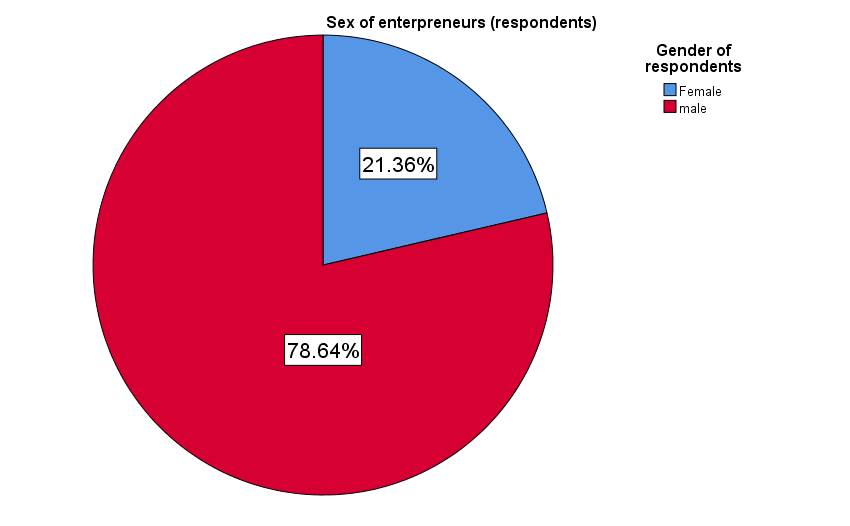 Sex of enterpreneurs (respondents)
Gender of
respondents
Female
male
21.36%
78.64%